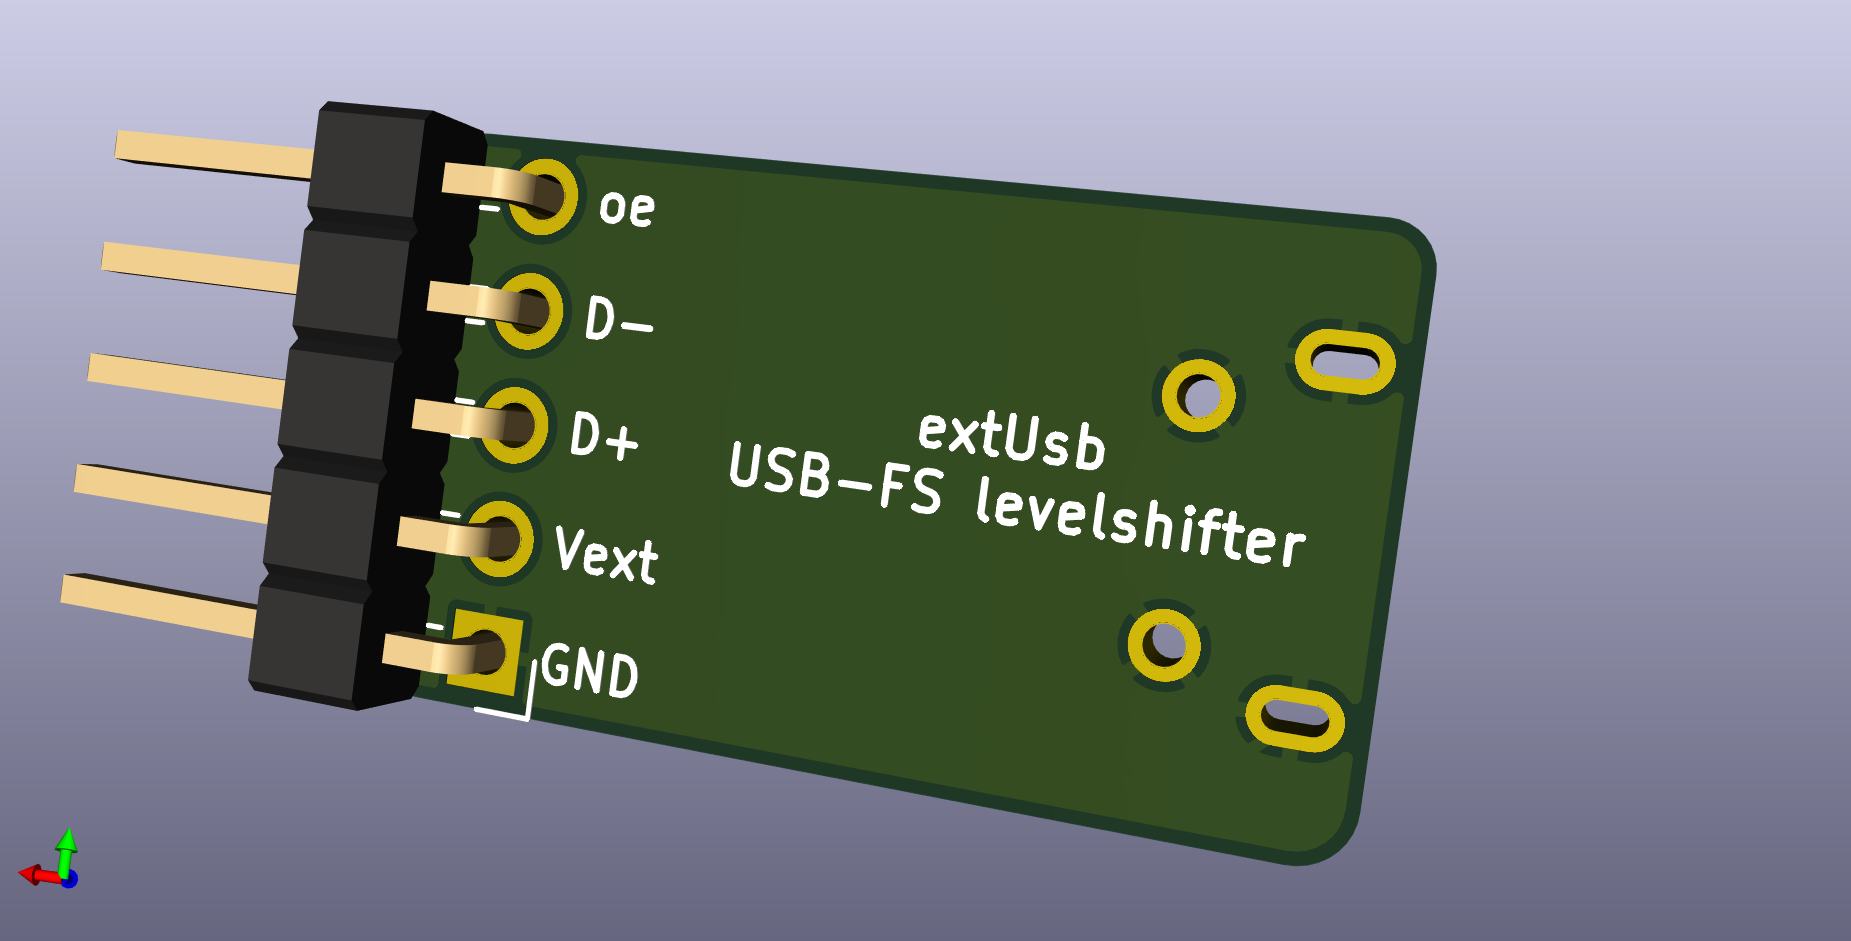 oe
D-
D+
Vext
GND
extUsb
USB-FS levelshifter